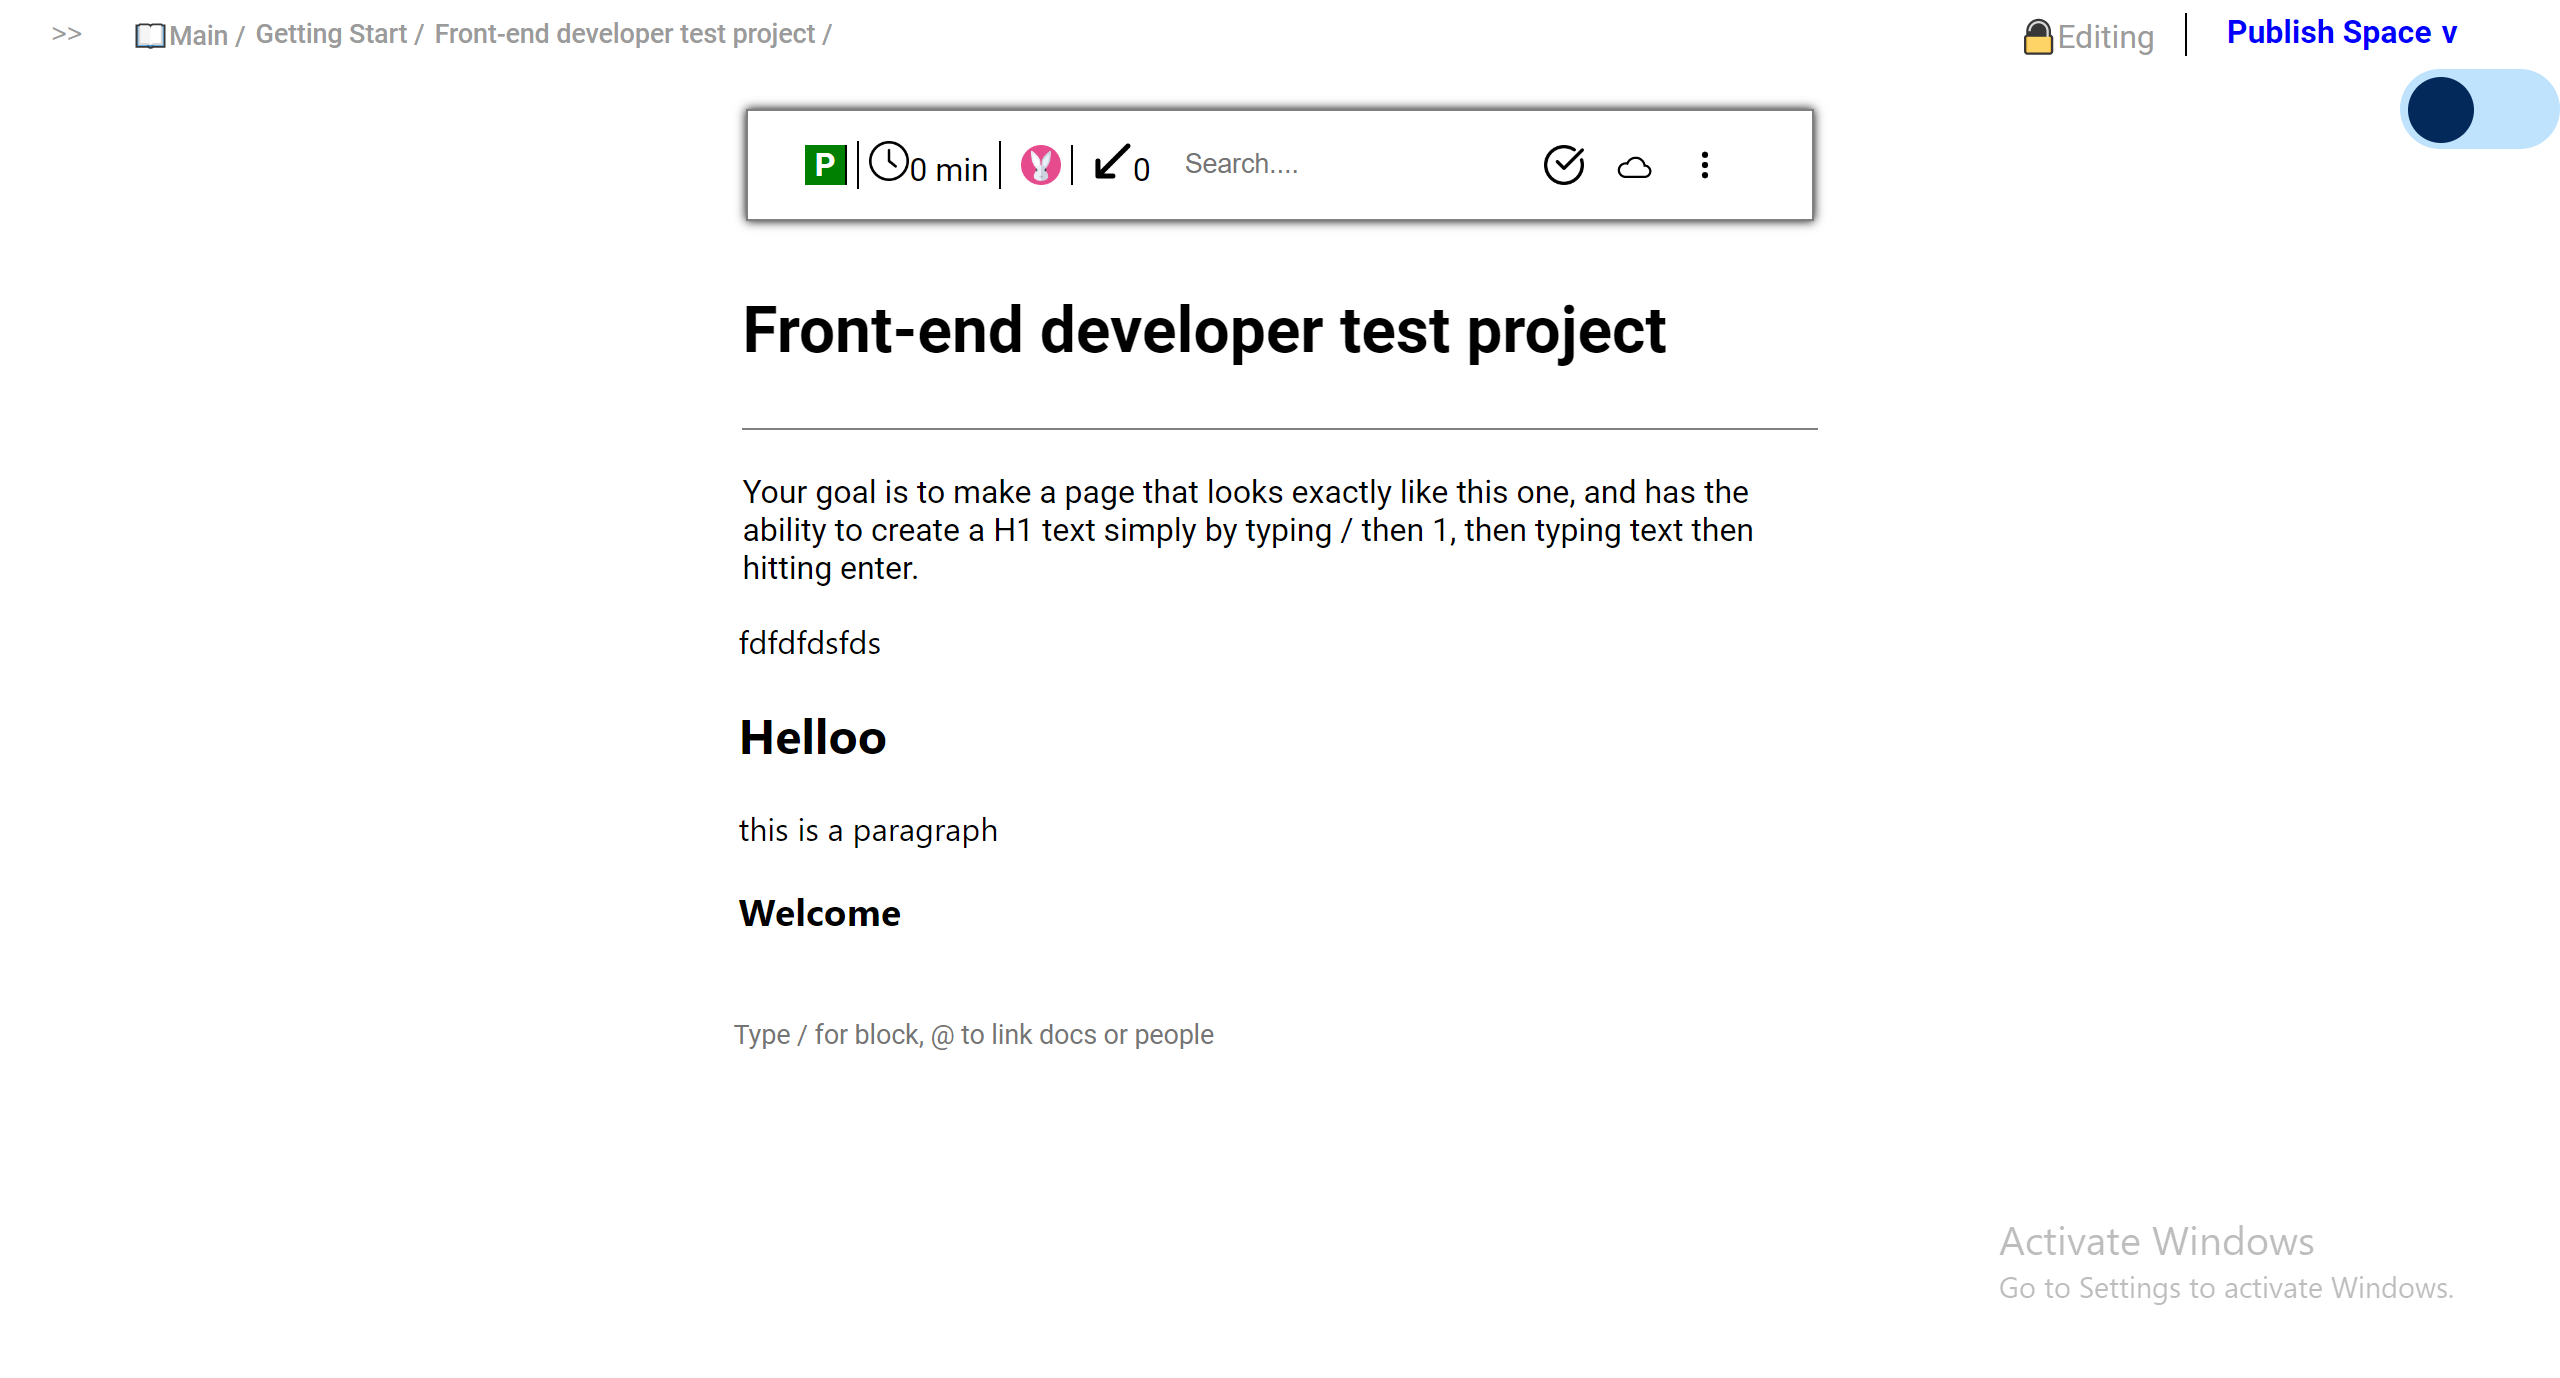 >> Main / Getting Start / Front-end developer test project / Editing Publish Space v
P 0 min 0 Search....
Front-end developer test project
Your goal is to make a page that looks exactly like this one, and has the
ability to create a H1 text simply by typing / then 1, then typing text then
hitting enter.
fdfdfdsfds
Helloo
this is a paragraph
Welcome
Type / for block, @ to link docs or people
Activate Windows
Go to Settings to activate Windows.